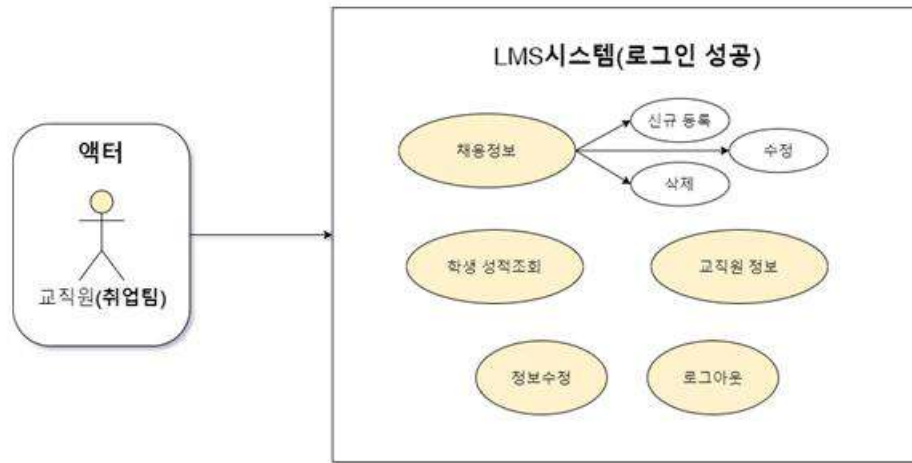 LMS시스템(로그인 성공)
액터
교직원(취업팀)
채용정보
신규 등록
수정
삭제
학생 성적조회
교직원 정보
정보수정
로그아웃